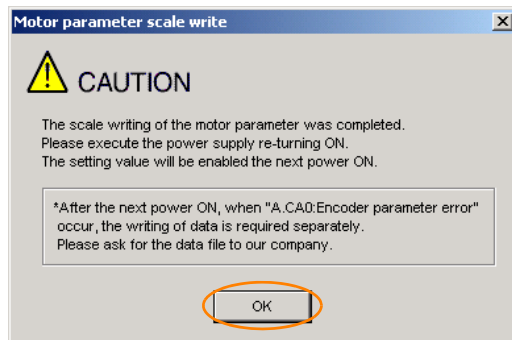 Motor parameter scale write
CAUTION
The scale writing of the motor parameter was completed.
Please execute the power supply re-turning ON.
The setting value will be enabled the next power ON.
*After the next power ON, when "A.CA0:Encoder parameter error"
occur, the writing of data is required separately.
Please ask for the data file to our company.
OK